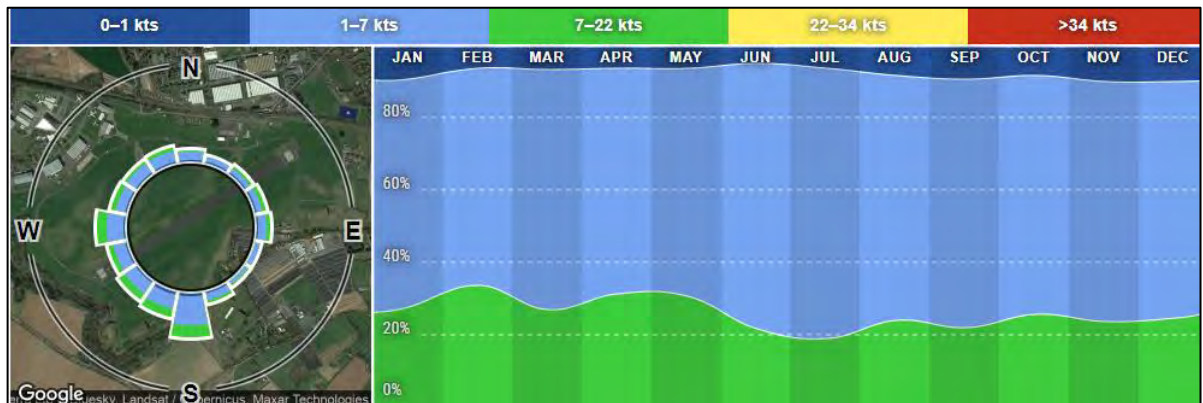 0–1 kts 1–7 kts 7–22 kts 22–34 kts >34 kts
JAN FEB MAR APR MAY JUN JUL AUG SEP OCT NOV DEC
N
W E
S
80%
60%
40%
20%
0%
Google
Landsat / Maxar Technologies